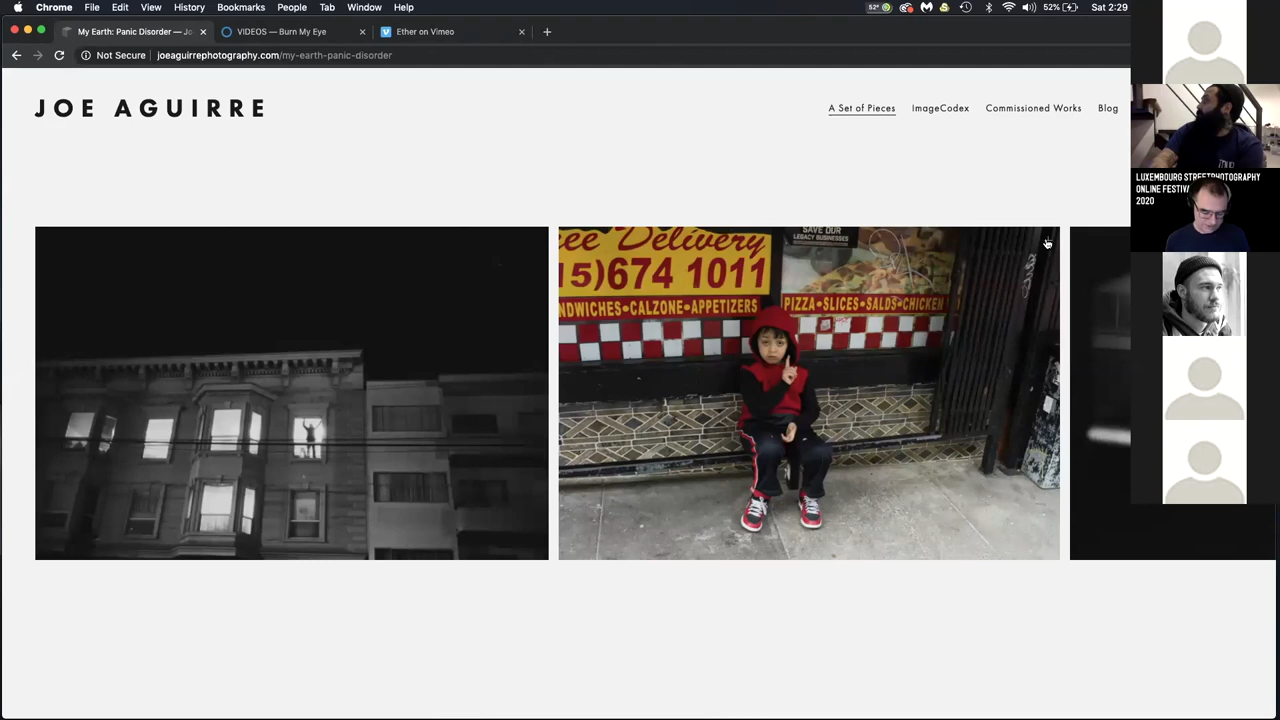 Chrome File Edit View History Bookmarks People Tab Window Help
52° 52% Sat 2:29
My Earth: Panic Disorder — Jo
VIDEOS — Burn My Eye
Ether on Vimeo
Not Secure joeaguirrephotography.com/my-earth-panic-disorder
JOE AGUIRRE
A Set of Pieces ImageCodex Commissioned Works Blog
ee Delivery
15)674 1011
NDWICHES•CALZONE•APPETIZERS
SAVE OUR
LEGACY BUSINESSES
PIZZA•SLICES•SALDS•CHICKEN
LUXEMBOURG STREETPHOTOGRAPHY
ONLINE FESTIV
2020